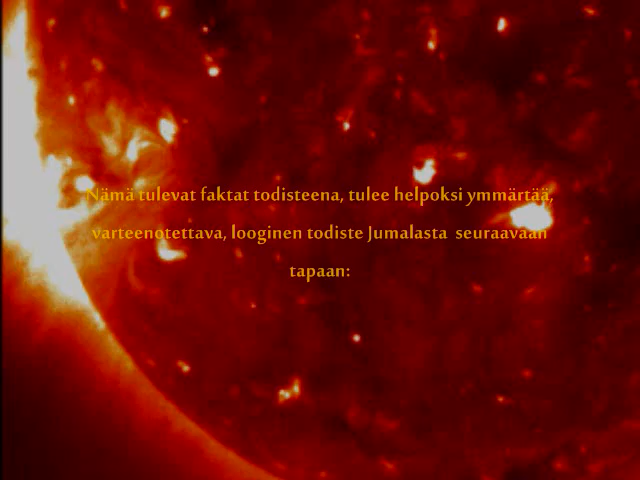 Nämä tulevat faktat todisteena, tulee helpoksi ymmärtää,
varteenotettava, looginen todiste Jumalasta seuraavaan
tapaan: